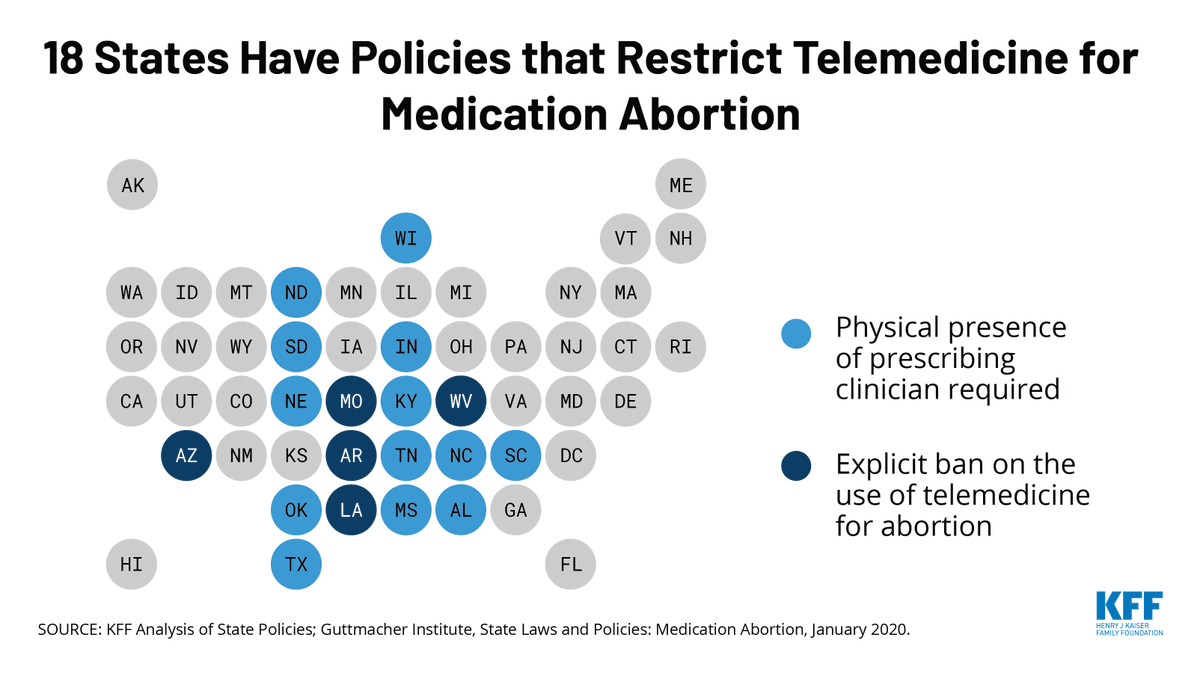 18 States Have Policies that Restrict Telemedicine for
Medication Abortion
AK
ME
WI
VT
NH
WA
ID
MT
ND
MN
IL
MI
NY
MA
OR
NV
WY
SD
IA
IN
OH
PA
NJ
CT
RI
CA
UT
CO
NE
MO
KY
WV
VA
MD
DE
AZ
NM
KS
AR
TN
NC
SC
DC
OK
LA
MS
AL
GA
HI
TX
FL
Physical presence
of prescribing
clinician required
Explicit ban on the
use of telemedicine
for abortion
SOURCE: KFF Analysis of State Policies; Guttmacher Institute, State Laws and Policies: Medication Abortion, January 2020.
KFF
HENRY J KAISER
FAMILY FOUNDATION